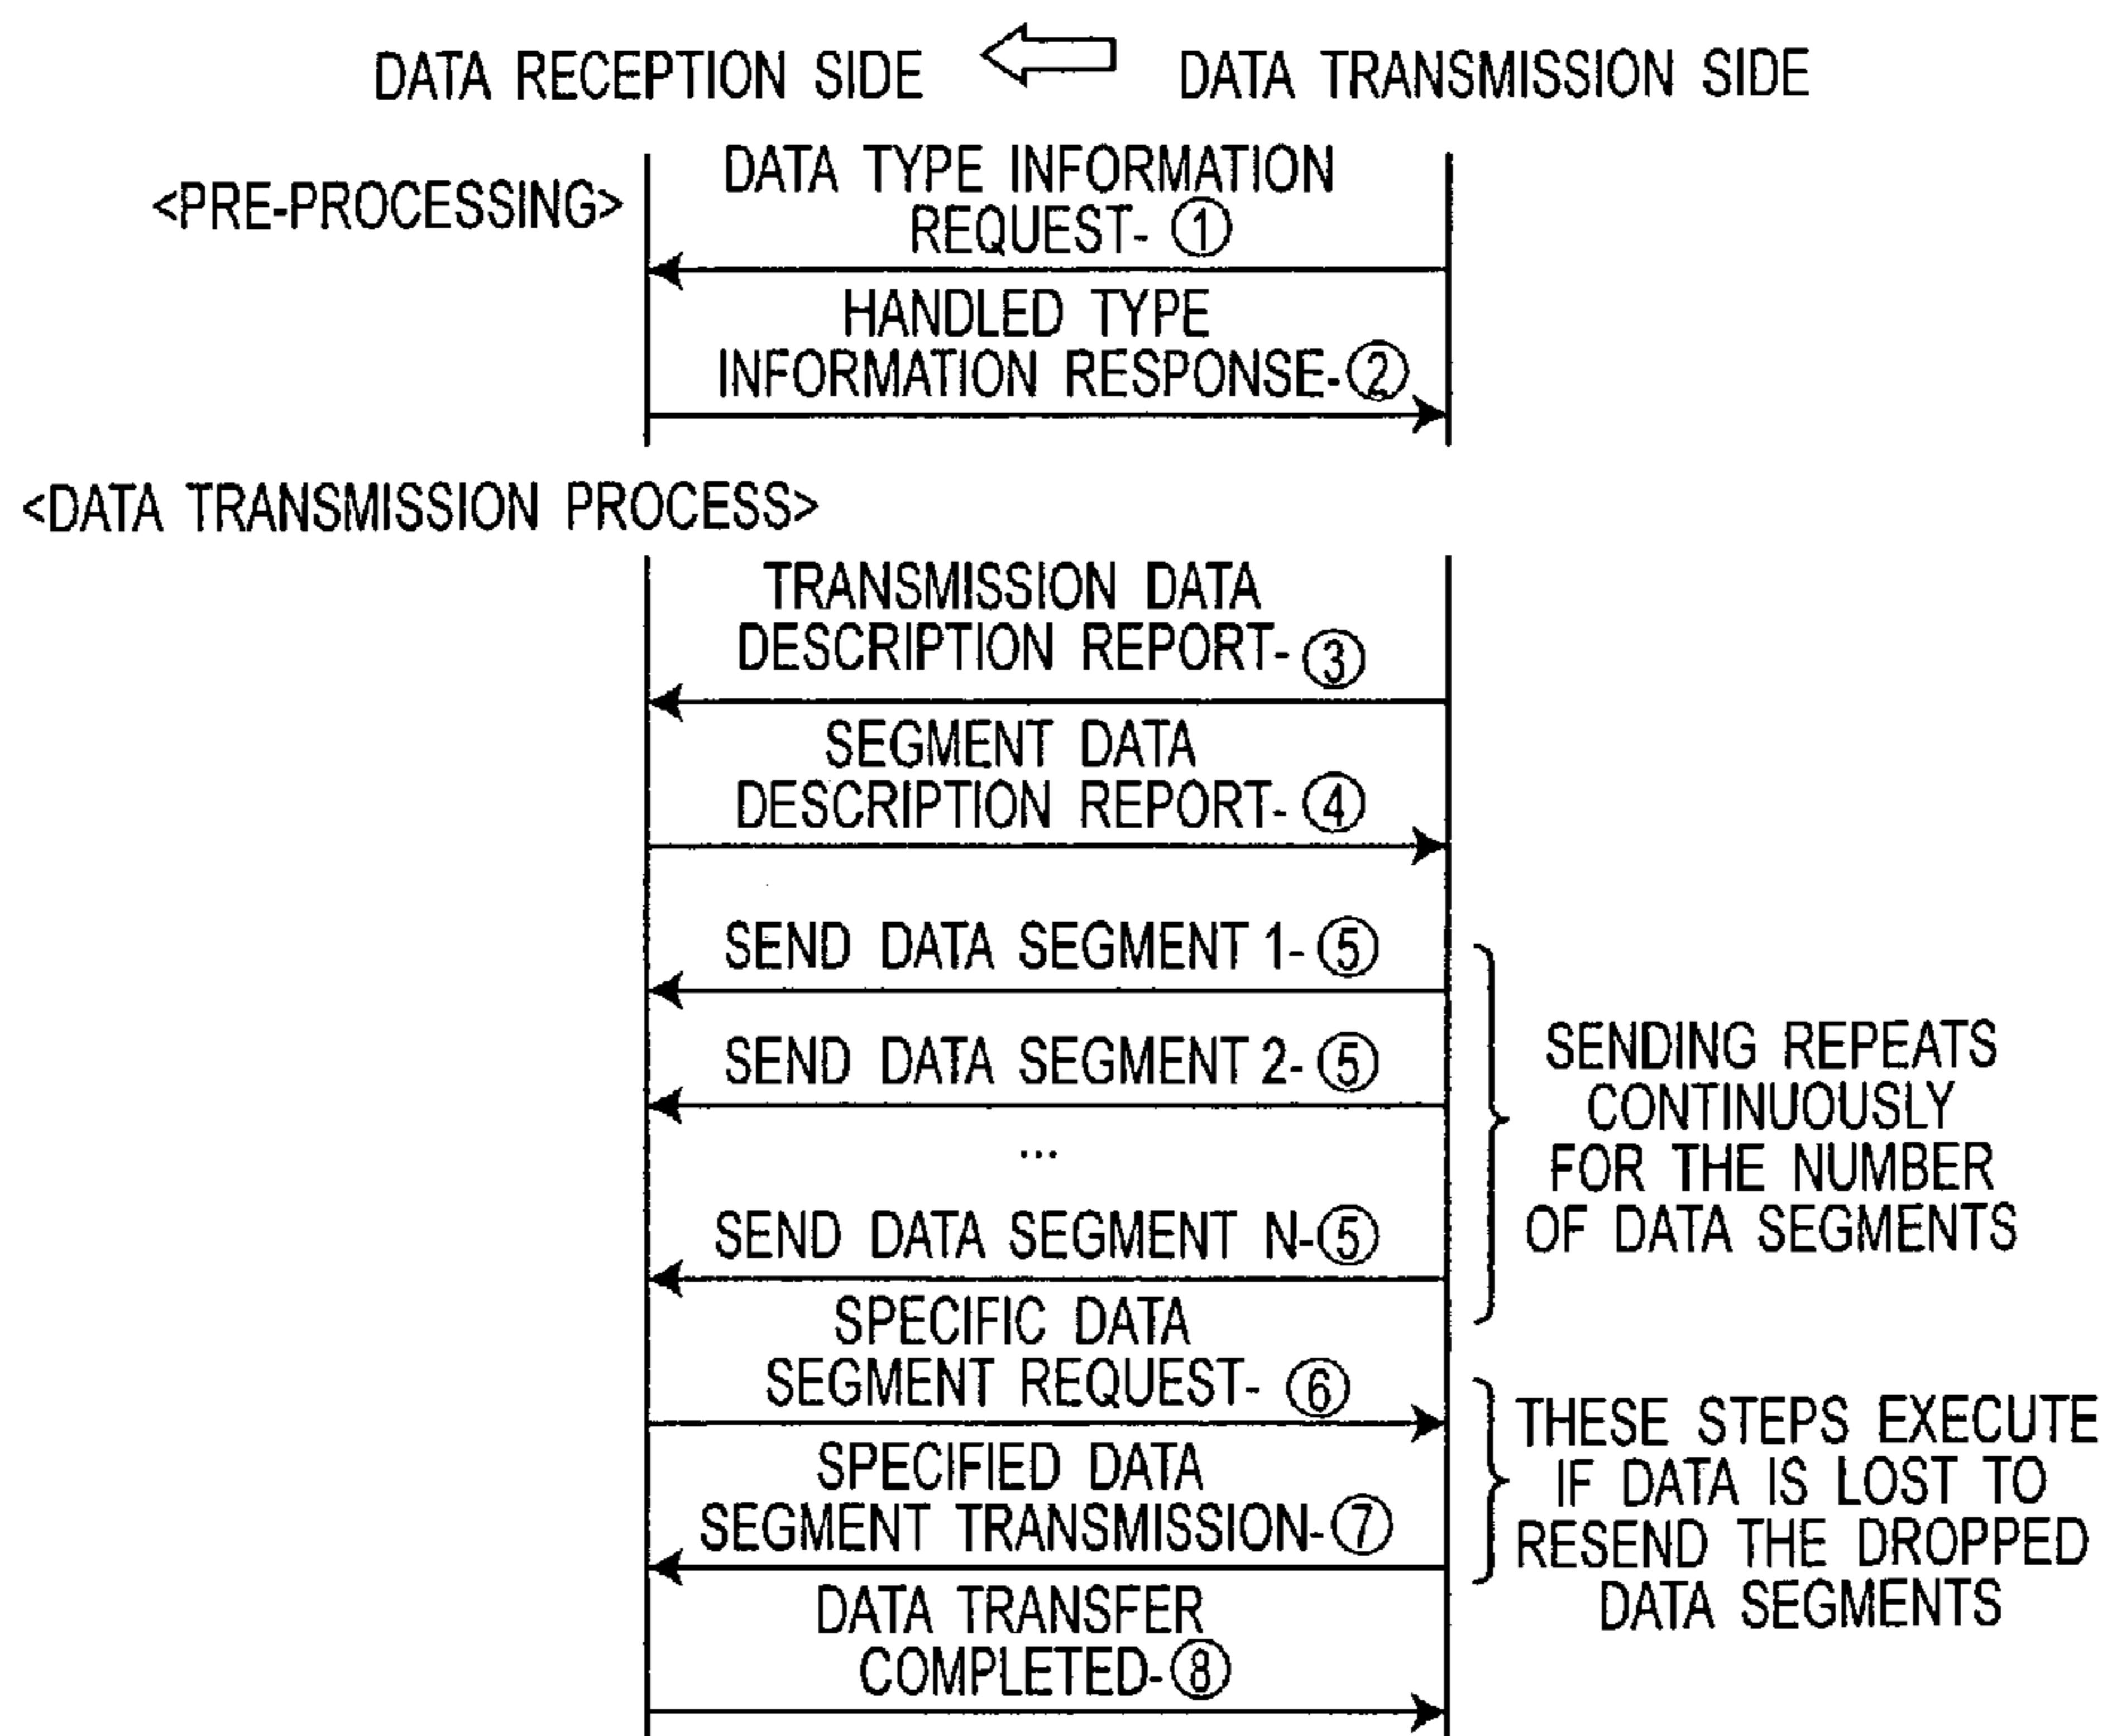 DATA RECEPTION SIDE DATA TRANSMISSION SIDE
<PRE-PROCESSING>
DATA TYPE INFORMATION
REQUEST- ①
HANDLED TYPE
INFORMATION RESPONSE-②
<DATA TRANSMISSION PROCESS>
TRANSMISSION DATA
DESCRIPTION REPORT- ③
SEGMENT DATA
DESCRIPTION REPORT- ④
SEND DATA SEGMENT 1- ⑤
SEND DATA SEGMENT 2- ⑤
...
SEND DATA SEGMENT N-⑤
SENDING REPEATS
CONTINUOUSLY
FOR THE NUMBER
OF DATA SEGMENTS
SPECIFIC DATA
SEGMENT REQUEST- ⑥
SPECIFIED DATA
SEGMENT TRANSMISSION-⑦
THESE STEPS EXECUTE
IF DATA IS LOST TO
RESEND THE DROPPED
DATA SEGMENTS
DATA TRANSFER
COMPLETED-⑧